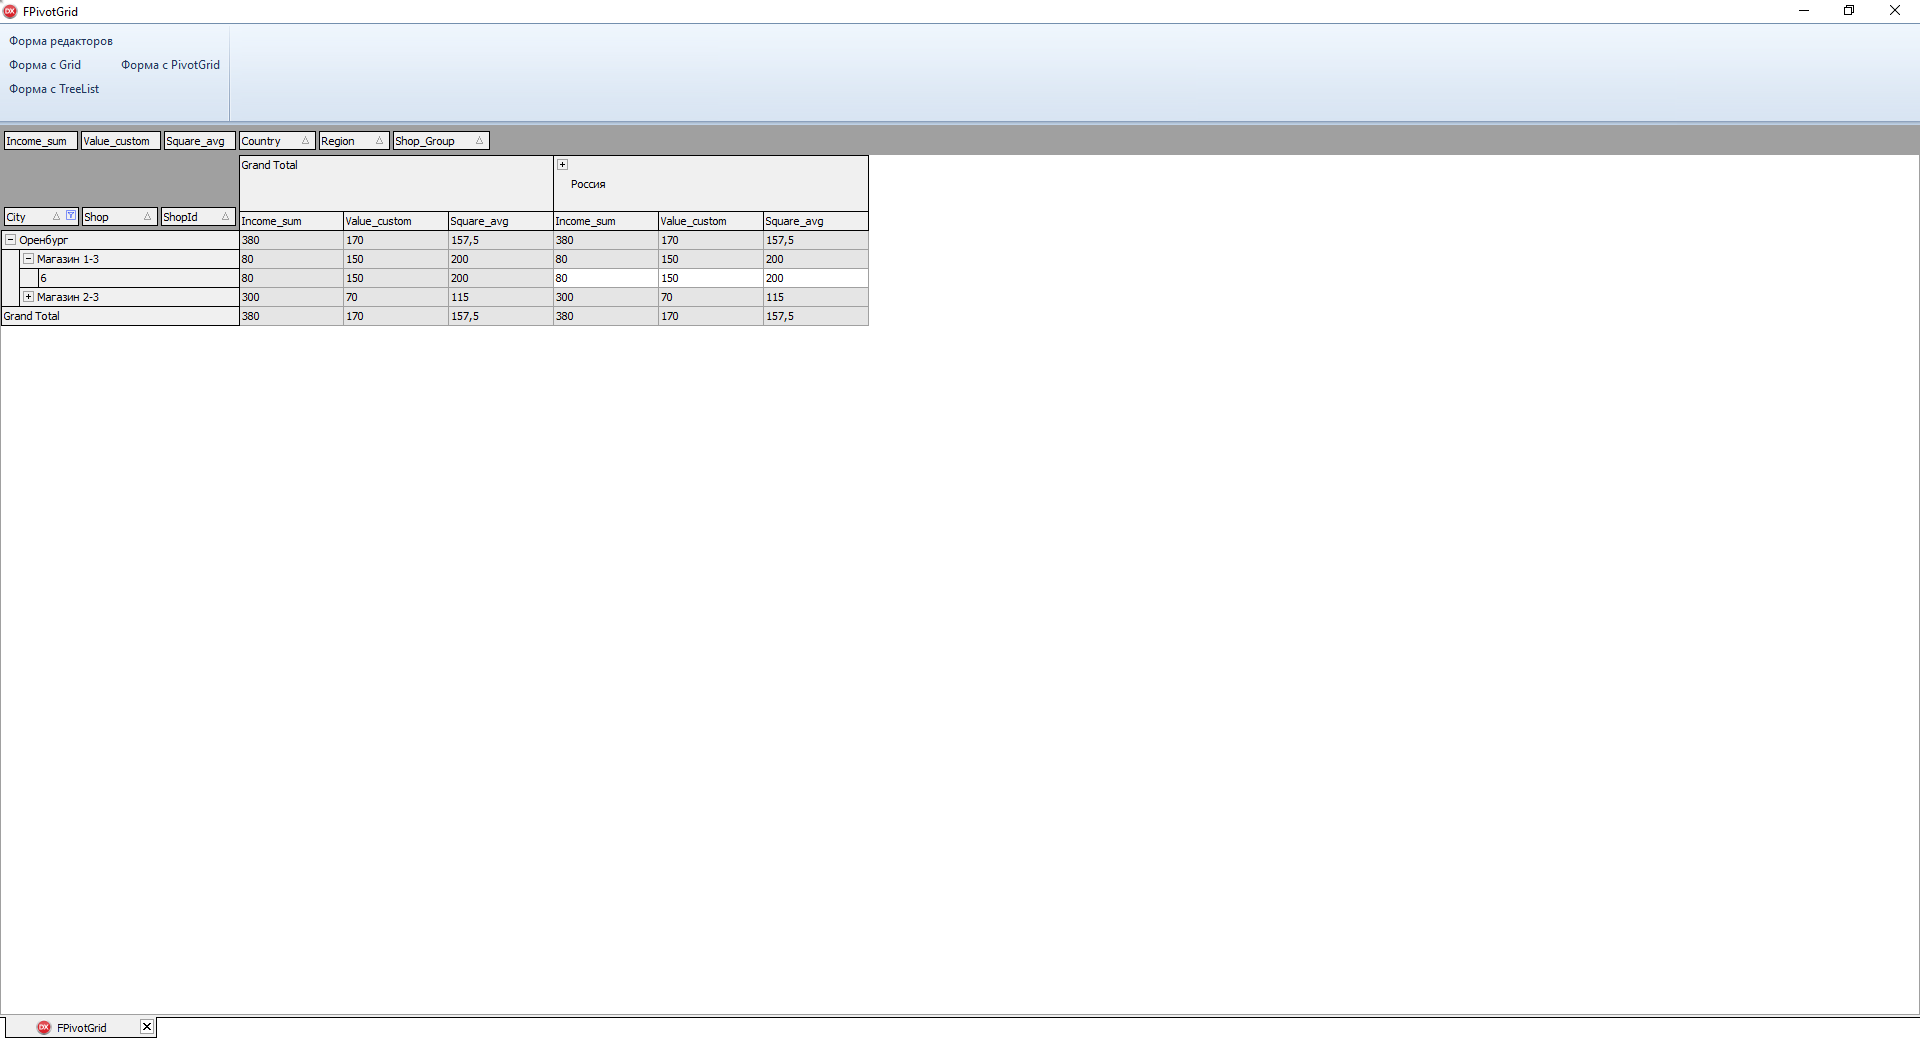 FPivotGrid
Форма редакторов
Форма с Grid Форма с PivotGrid
Форма с TreeList
Income_sum Value_custom Square_avg Country Region Shop_Group
Grand Total
Россия
City Shop ShopId
Income_sum Value_custom Square_avg Income_sum Value_custom Square_avg
Оренбург 380 170 157,5 380 170 157,5
Магазин 1-3 80 150 200 80 150 200
6 80 150 200 80 150 200
Магазин 2-3 300 70 115 300 70 115
Grand Total 380 170 157,5 380 170 157,5
FPivotGrid